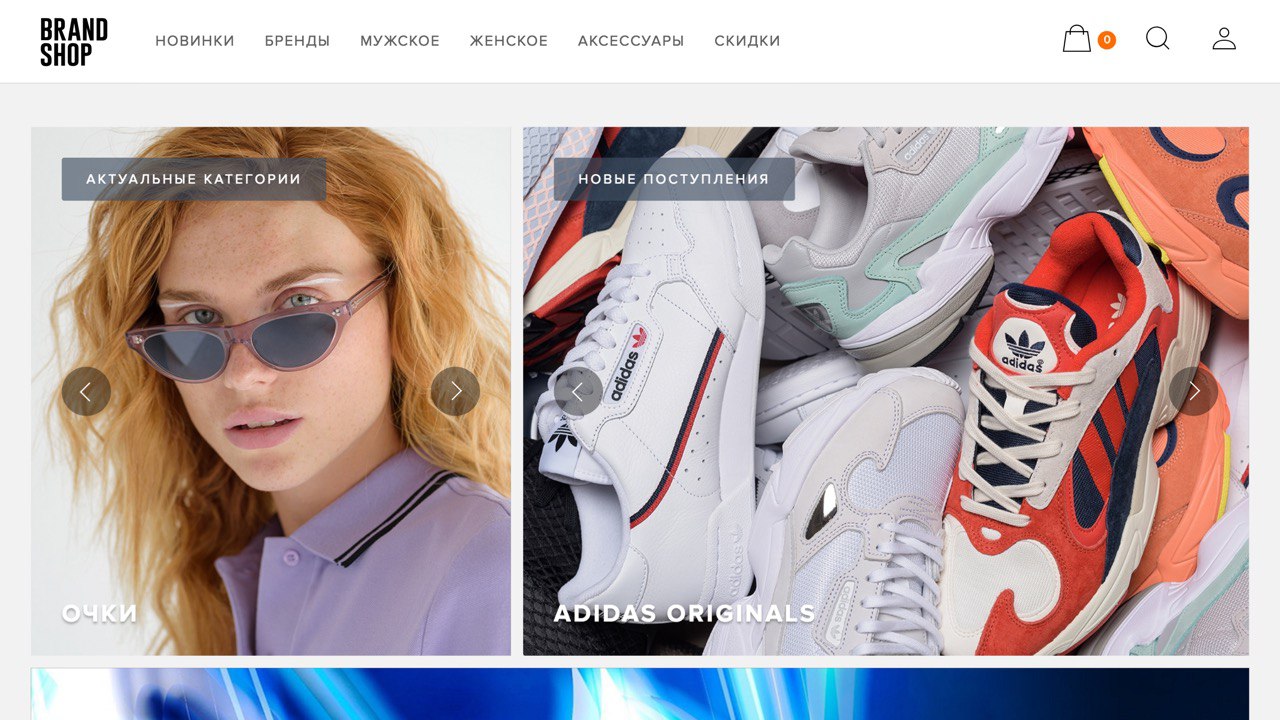 BRAND
SHOP
НОВИНКИ БРЕНДЫ МУЖСКОЕ ЖЕНСКОЕ АКСЕССУАРЫ СКИДКИ
0
АКТУАЛЬНЫЕ КАТЕГОРИИ
НОВЫЕ ПОСТУПЛЕНИЯ
adidas
adidas
ОЧКИ
ADIDAS ORIGINALS